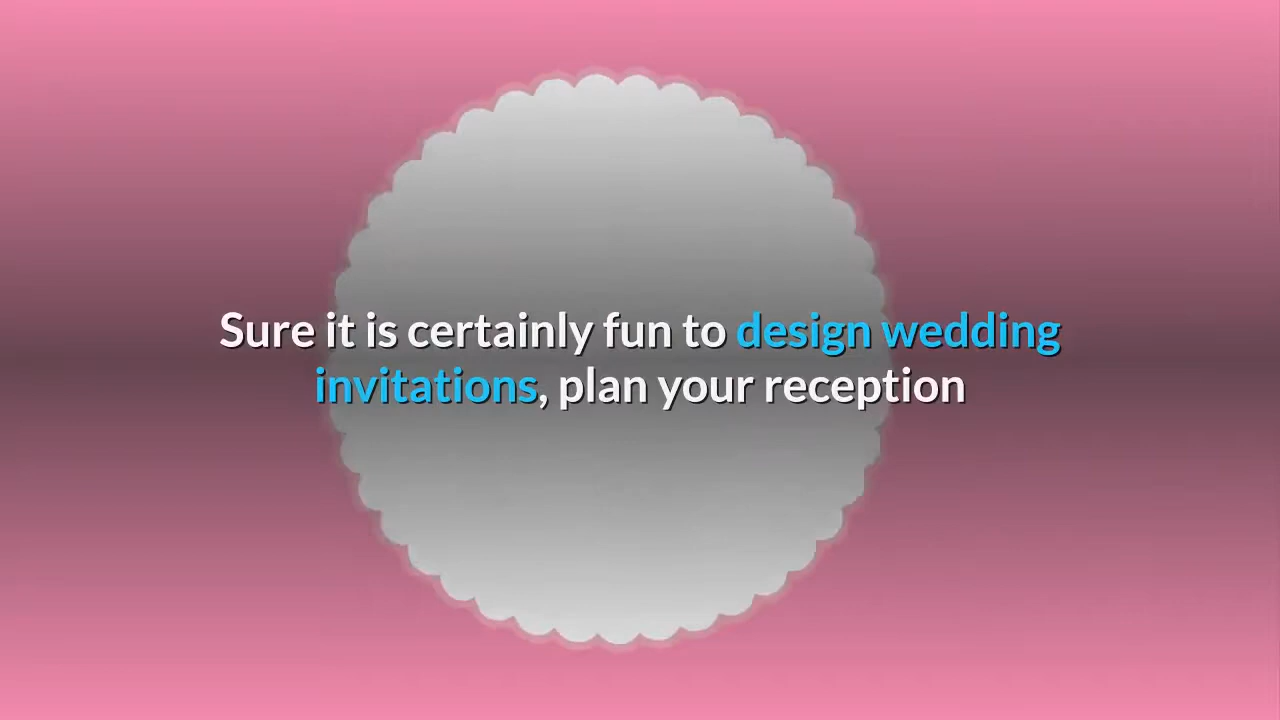 Sure it is certainly fun to design wedding
invitations, plan your reception